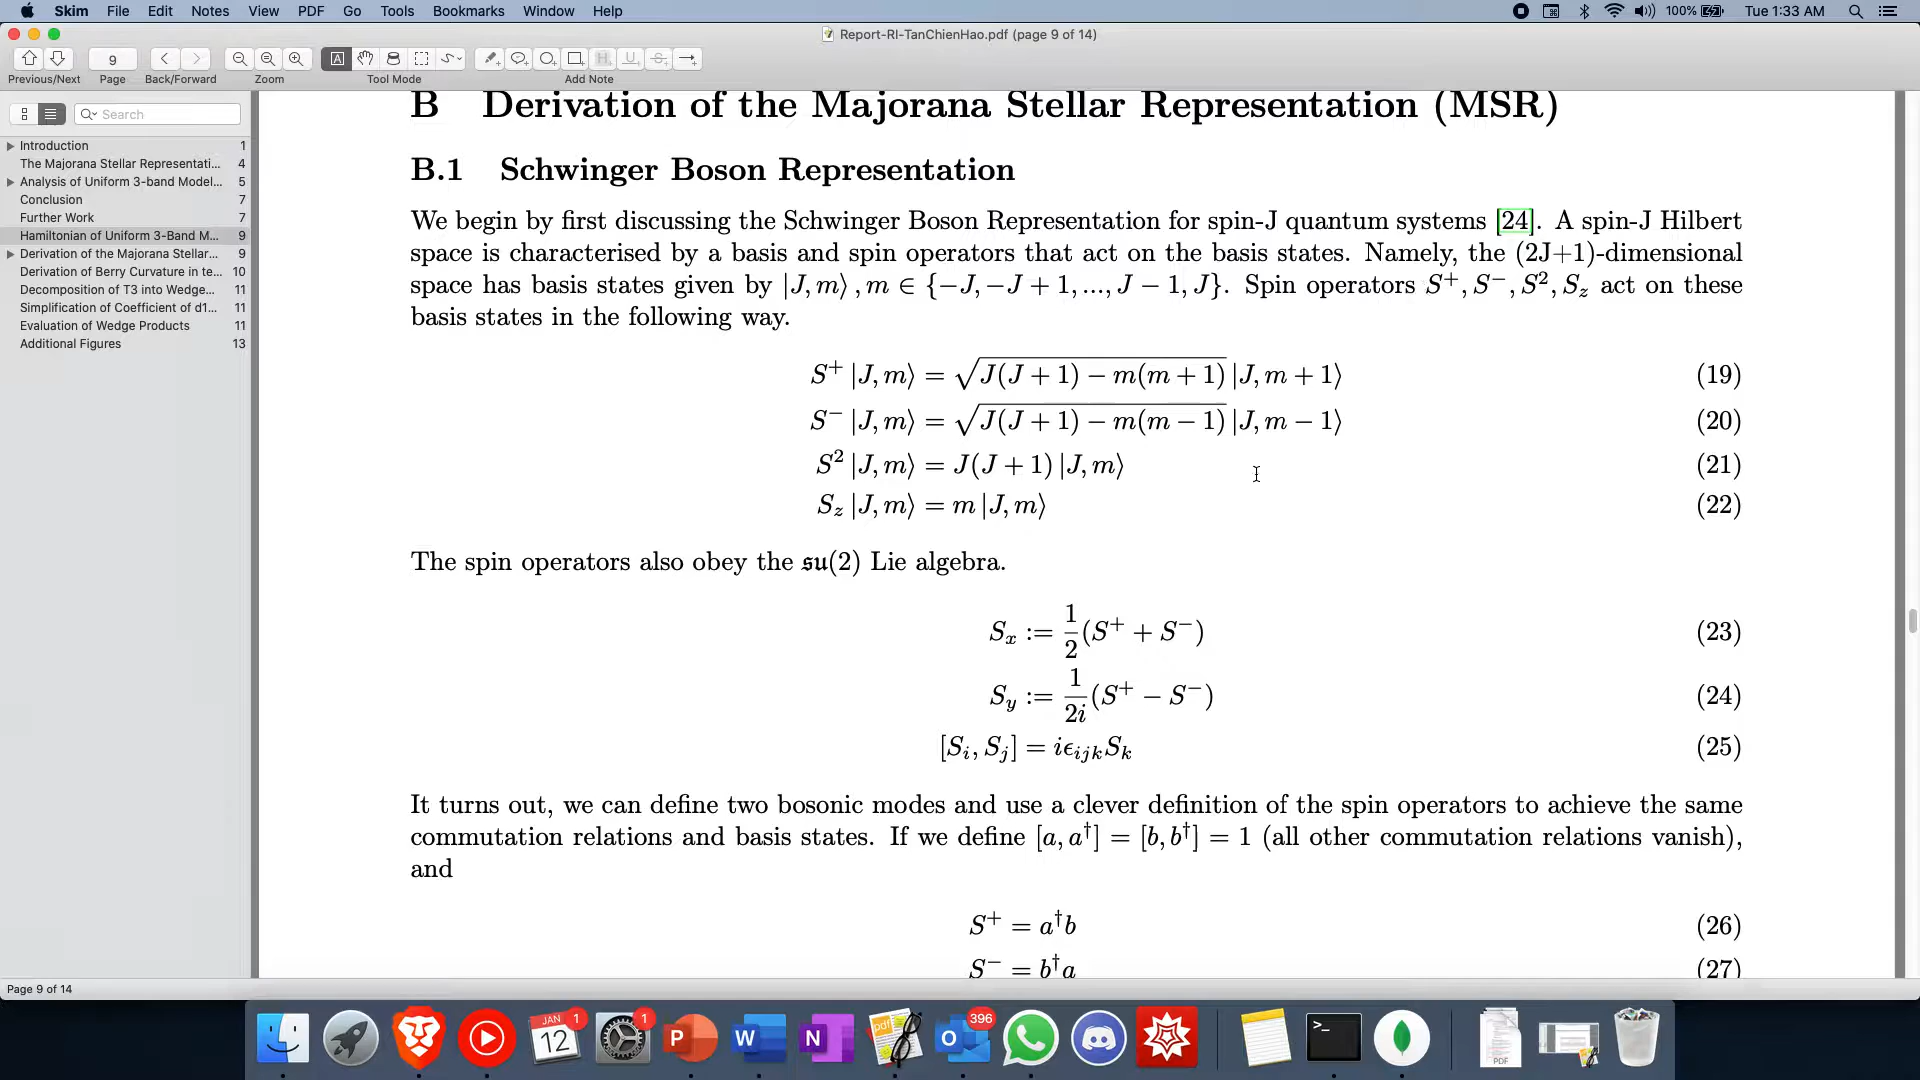 Skim File Edit Notes View PDF Go Tools Bookmarks Window Help 100% Tue 1:33 AM
Report-RI-TanChienHao.pdf (page 9 of 14)
9
Previous/Next Page Back/Forward Zoom Tool Mode Add Note
Search
Introduction 1
The Majorana Stellar Representati... 4
Analysis of Uniform 3-band Model... 5
Conclusion 7
Further Work 7
Hamiltonian of Uniform 3-Band M... 9
Derivation of the Majorana Stellar... 9
Derivation of Berry Curvature in te... 10
Decomposition of T3 into Wedge... 11
Simplification of Coefficient of d1... 11
Evaluation of Wedge Products 11
Additional Figures 13
B Derivation of the Majorana Stellar Representation (MSR)
B.1 Schwinger Boson Representation
We begin by first discussing the Schwinger Boson Representation for spin-J quantum systems [24]. A spin-J Hilbert
space is characterised by a basis and spin operators that act on the basis states. Namely, the (2J+1)-dimensional
space has basis states given by |J, m⟩, m ∈ {−J, −J + 1, ..., J − 1, J}. Spin operators S⁺, S⁻, S², S_z act on these
basis states in the following way.
S⁺ |J, m⟩ = √(J(J + 1) − m(m + 1)) |J, m + 1⟩ (19)
S⁻ |J, m⟩ = √(J(J + 1) − m(m − 1)) |J, m − 1⟩ (20)
S² |J, m⟩ = J(J + 1) |J, m⟩ (21)
S_z |J, m⟩ = m |J, m⟩ (22)
The spin operators also obey the 𝔰𝔲(2) Lie algebra.
S_x := 1/2 (S⁺ + S⁻) (23)
S_y := 1/2i (S⁺ − S⁻) (24)
[S_i, S_j] = iϵ_ijk S_k (25)
It turns out, we can define two bosonic modes and use a clever definition of the spin operators to achieve the same
commutation relations and basis states. If we define [a, a†] = [b, b†] = 1 (all other commutation relations vanish),
and
S⁺ = a†b (26)
S⁻ = b†a (27)
Page 9 of 14
JAN 12 1 1 396